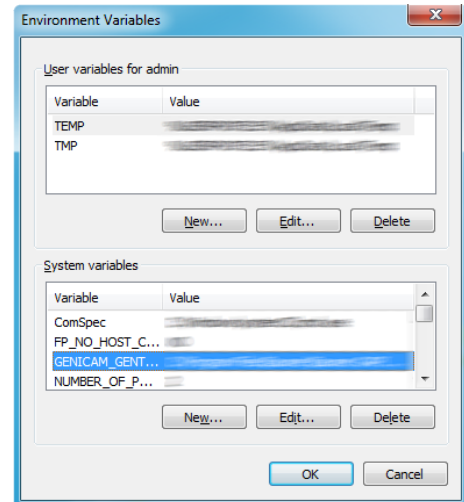 Environment Variables
User variables for admin
Variable Value
TEMP
TMP
New... Edit... Delete
System variables
Variable Value
ComSpec
FP_NO_HOST_C...
GENICAM_GENT...
NUMBER_OF_P...
New... Edit... Delete
OK Cancel